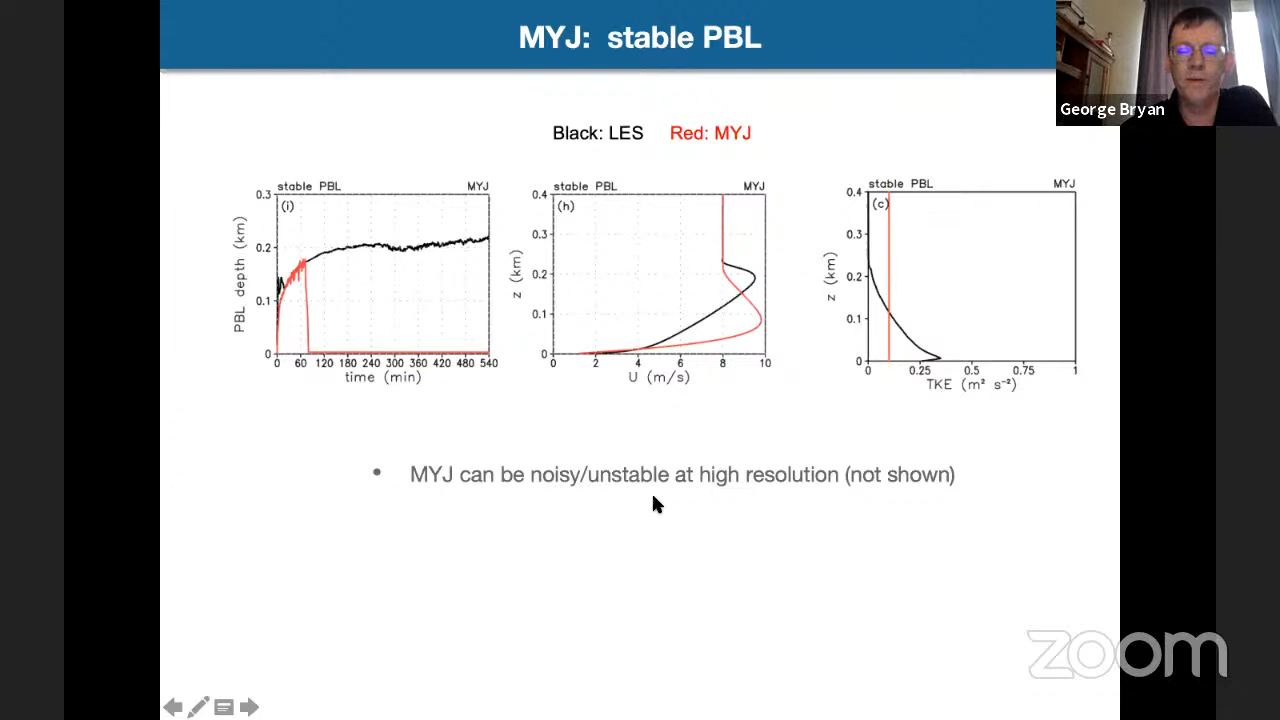 MYJ: stable PBL
George Bryan
Black: LES Red: MYJ
stable PBL MYJ
(i)
PBL depth (km)
0.3
0.2
0.1
0
0 60 120 180 240 300 360 420 480 540
time (min)
stable PBL MYJ
(h)
z (km)
0.4
0.3
0.2
0.1
0
0 2 4 6 8 10
U (m/s)
stable PBL MYJ
(c)
z (km)
0.4
0.3
0.2
0.1
0
0 0.25 0.5 0.75 1
TKE (m² s⁻²)
• MYJ can be noisy/unstable at high resolution (not shown)
zoom